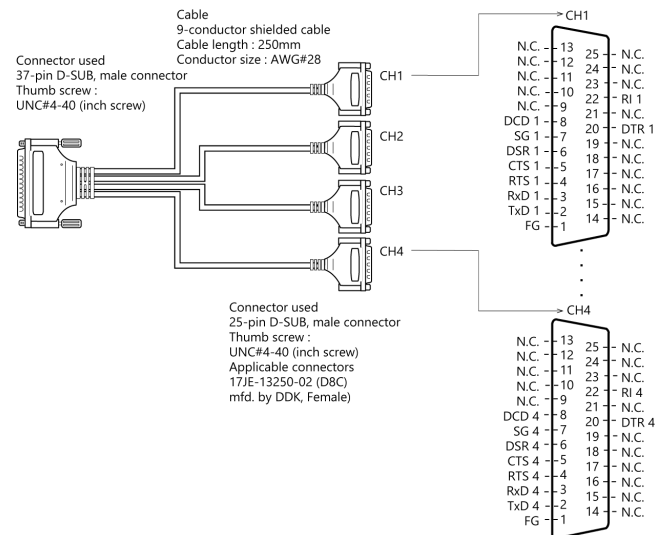 Cable
9-conductor shielded cable
Cable length : 250mm
Conductor size : AWG#28
Connector used
37-pin D-SUB, male connector
Thumb screw :
UNC#4-40 (inch screw)
CH1
CH2
CH3
CH4
Connector used
25-pin D-SUB, male connector
Thumb screw :
UNC#4-40 (inch screw)
Applicable connectors
17JE-13250-02 (D8C)
mfd. by DDK, Female)
CH1
N.C. 13
25 N.C.
N.C. 12
24 N.C.
N.C. 11
23 N.C.
N.C. 10
22 RI 1
N.C. 9
21 N.C.
DCD 1 8
20 DTR 1
SG 1 7
19 N.C.
DSR 1 6
18 N.C.
CTS 1 5
17 N.C.
RTS 1 4
16 N.C.
RxD 1 3
15 N.C.
TxD 1 2
14 N.C.
FG 1
CH4
N.C. 13
25 N.C.
N.C. 12
24 N.C.
N.C. 11
23 N.C.
N.C. 10
22 RI 4
N.C. 9
21 N.C.
DCD 4 8
20 DTR 4
SG 4 7
19 N.C.
DSR 4 6
18 N.C.
CTS 4 5
17 N.C.
RTS 4 4
16 N.C.
RxD 4 3
15 N.C.
TxD 4 2
14 N.C.
FG 1